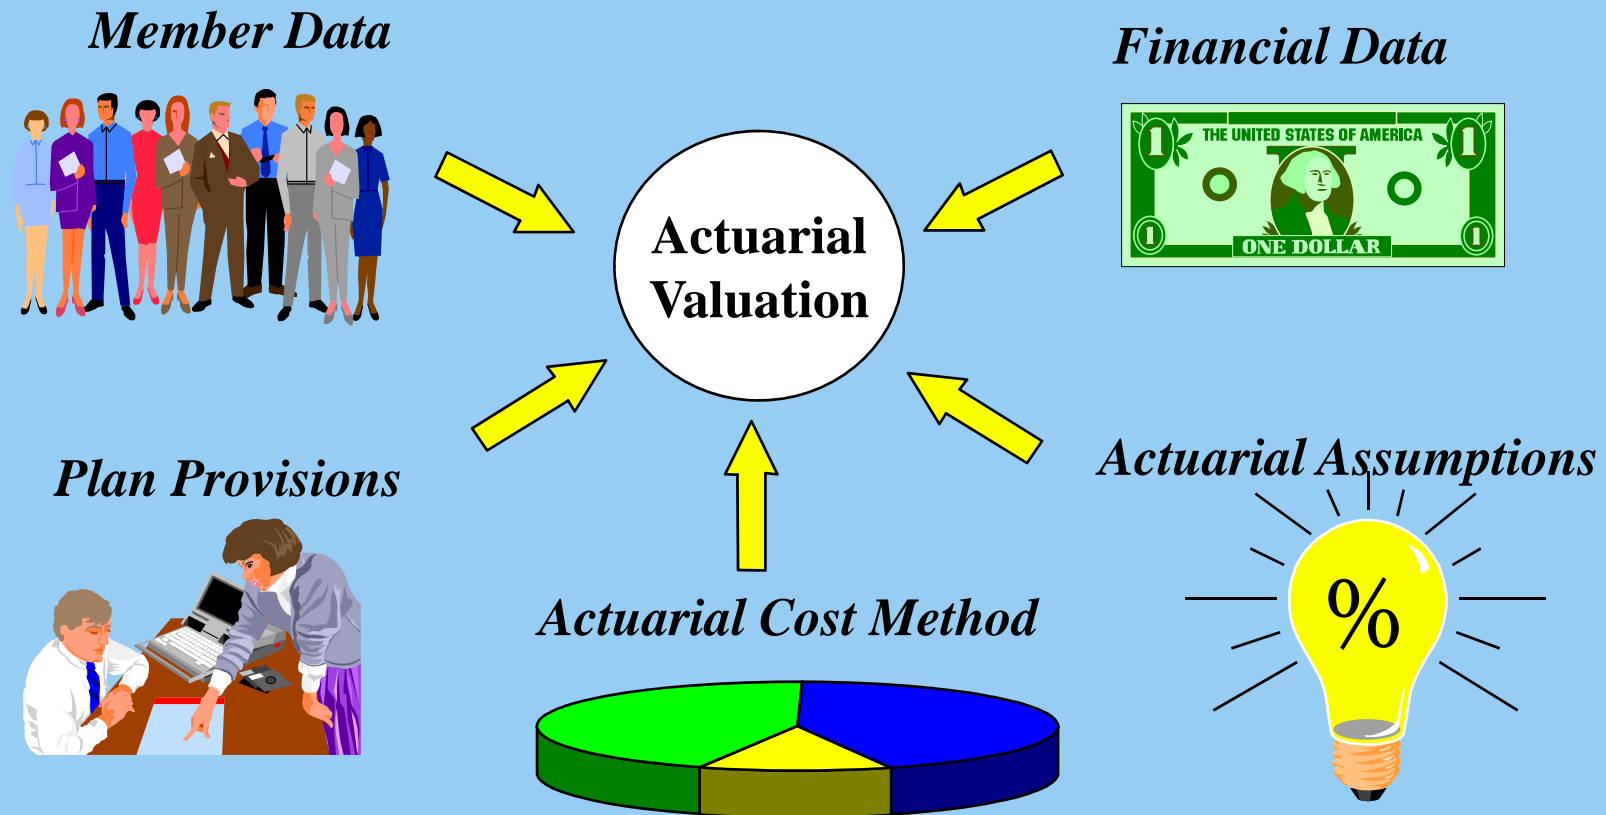 Member Data
Financial Data
1 THE UNITED STATES OF AMERICA 1
1 ONE DOLLAR 1
Actuarial
Valuation
Plan Provisions
Actuarial Assumptions
%
Actuarial Cost Method